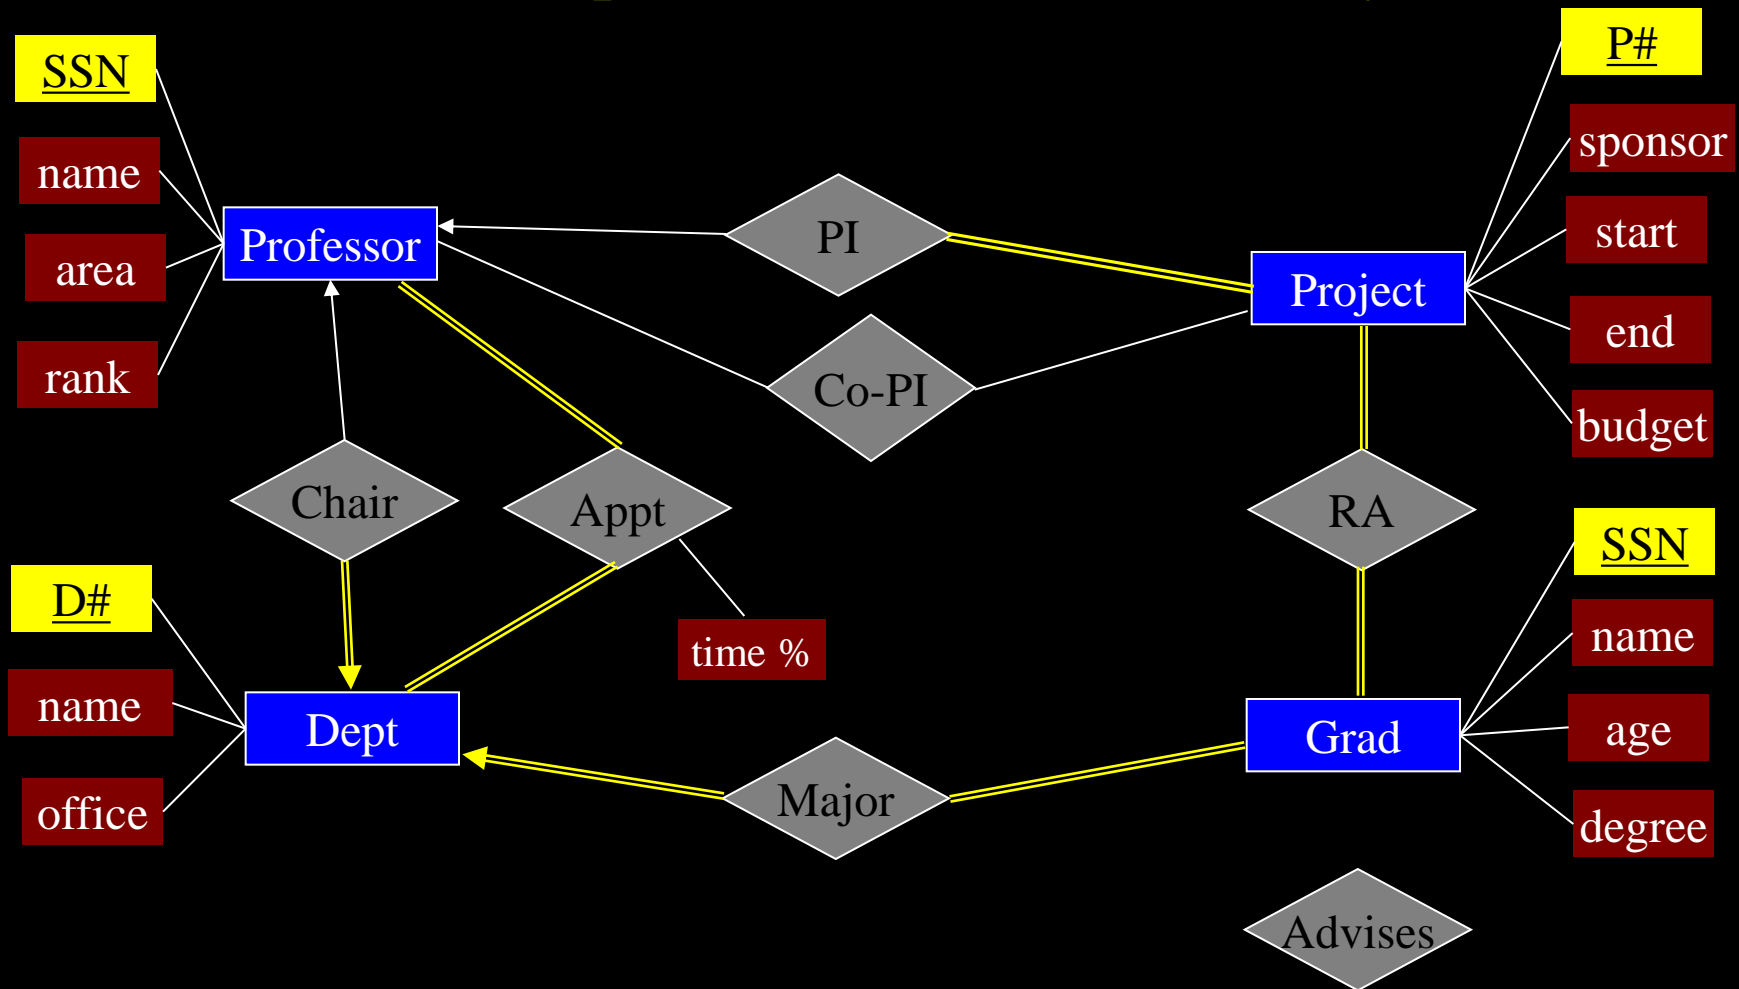 SSN
name
area
rank
Professor
PI
Co-PI
Project
P#
sponsor
start
end
budget
Chair
Appt
time %
RA
D#
name
office
Dept
Major
Grad
SSN
name
age
degree
Advises